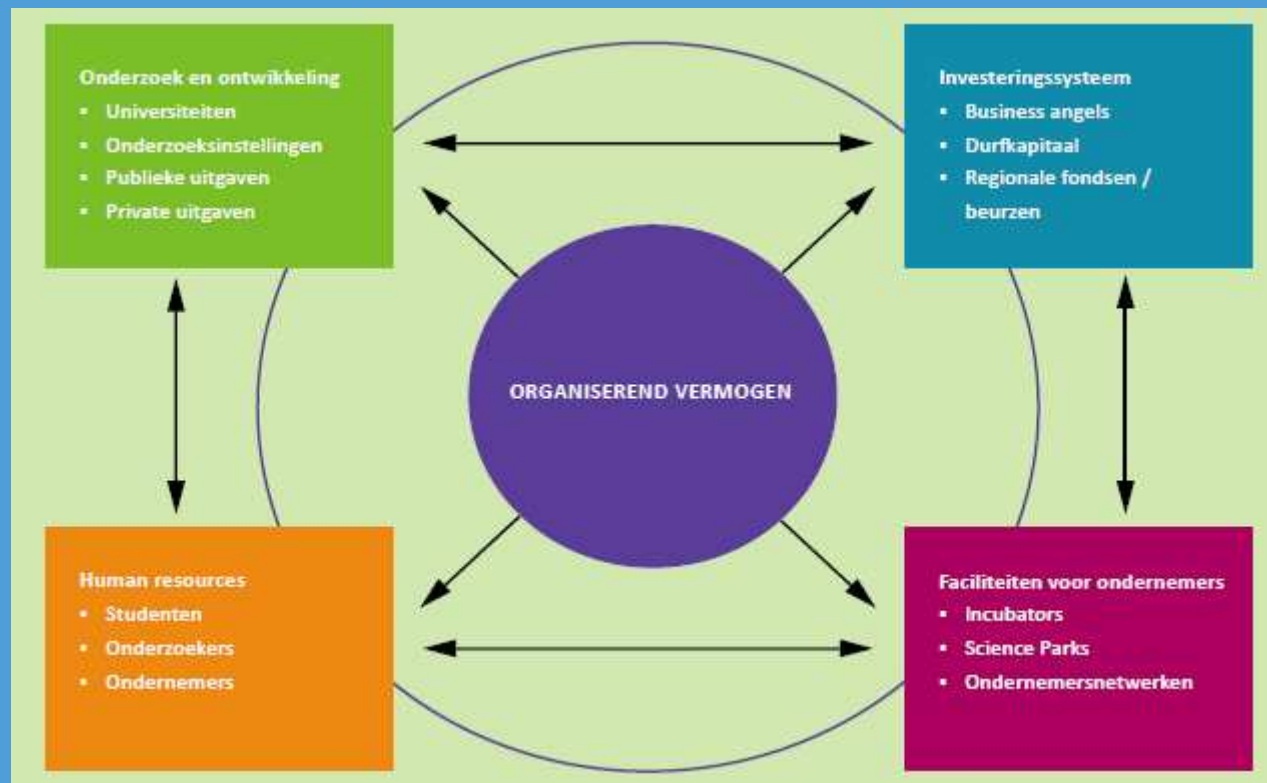 Onderzoek en ontwikkeling
▪ Universiteiten
▪ Onderzoeksinstellingen
▪ Publieke uitgaven
▪ Private uitgaven
Investeringssysteem
▪ Business angels
▪ Durfkapitaal
▪ Regionale fondsen /
beurzen
ORGANISEREND VERMOGEN
Human resources
▪ Studenten
▪ Onderzoekers
▪ Ondernemers
Faciliteiten voor ondernemers
▪ Incubators
▪ Science Parks
▪ Ondernemersnetwerken